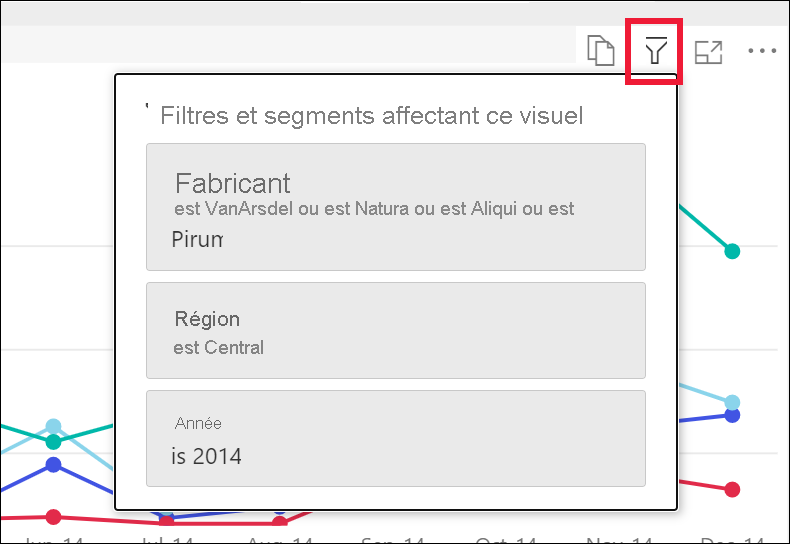 Filtres et segments affectant ce visuel
Fabricant
est VanArsdel ou est Natura ou est Aliqui ou est
Pirum
Région
est Central
Année
is 2014
Jun 14 Jul 14 Aug 14 Sep 14 Oct 14 Nov 14 Dec 14